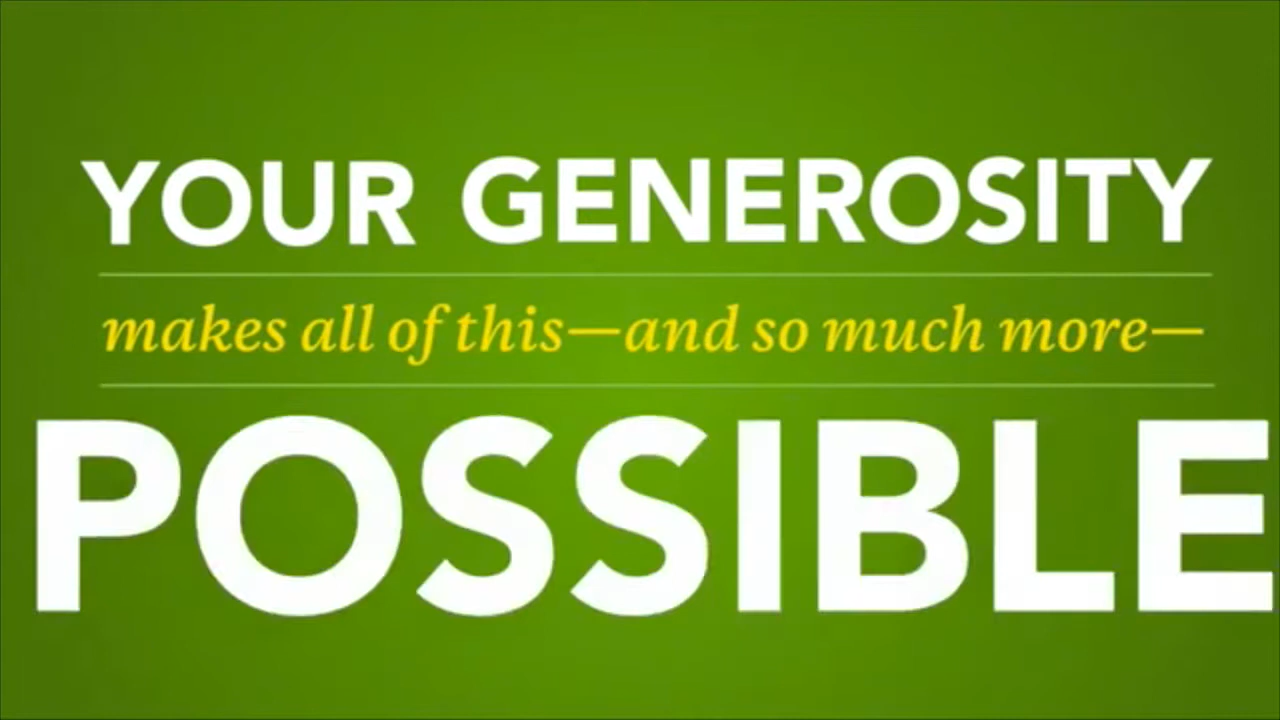 YOUR GENEROSITY
makes all of this—and so much more—
POSSIBLE